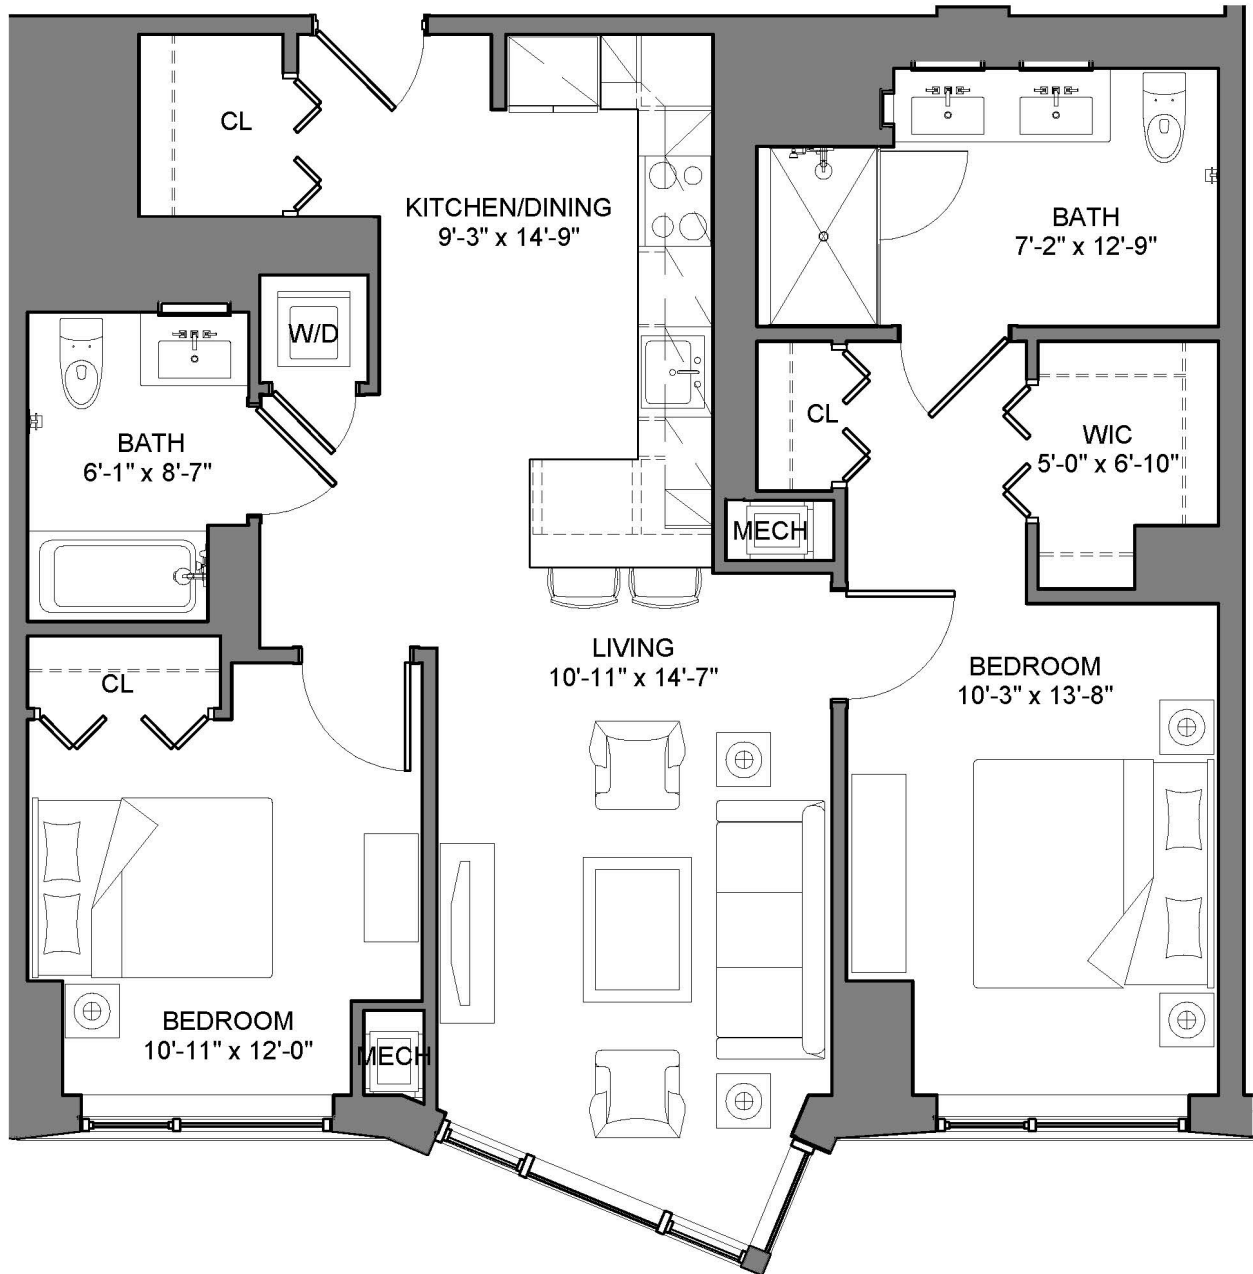 CL
KITCHEN/DINING
9'-3" x 14'-9"
BATH
7'-2" x 12'-9"
W/D
BATH
6'-1" x 8'-7"
CL
WIC
5'-0" x 6'-10"
MECH
LIVING
10'-11" x 14'-7"
BEDROOM
10'-3" x 13'-8"
CL
BEDROOM
10'-11" x 12'-0"
MECH